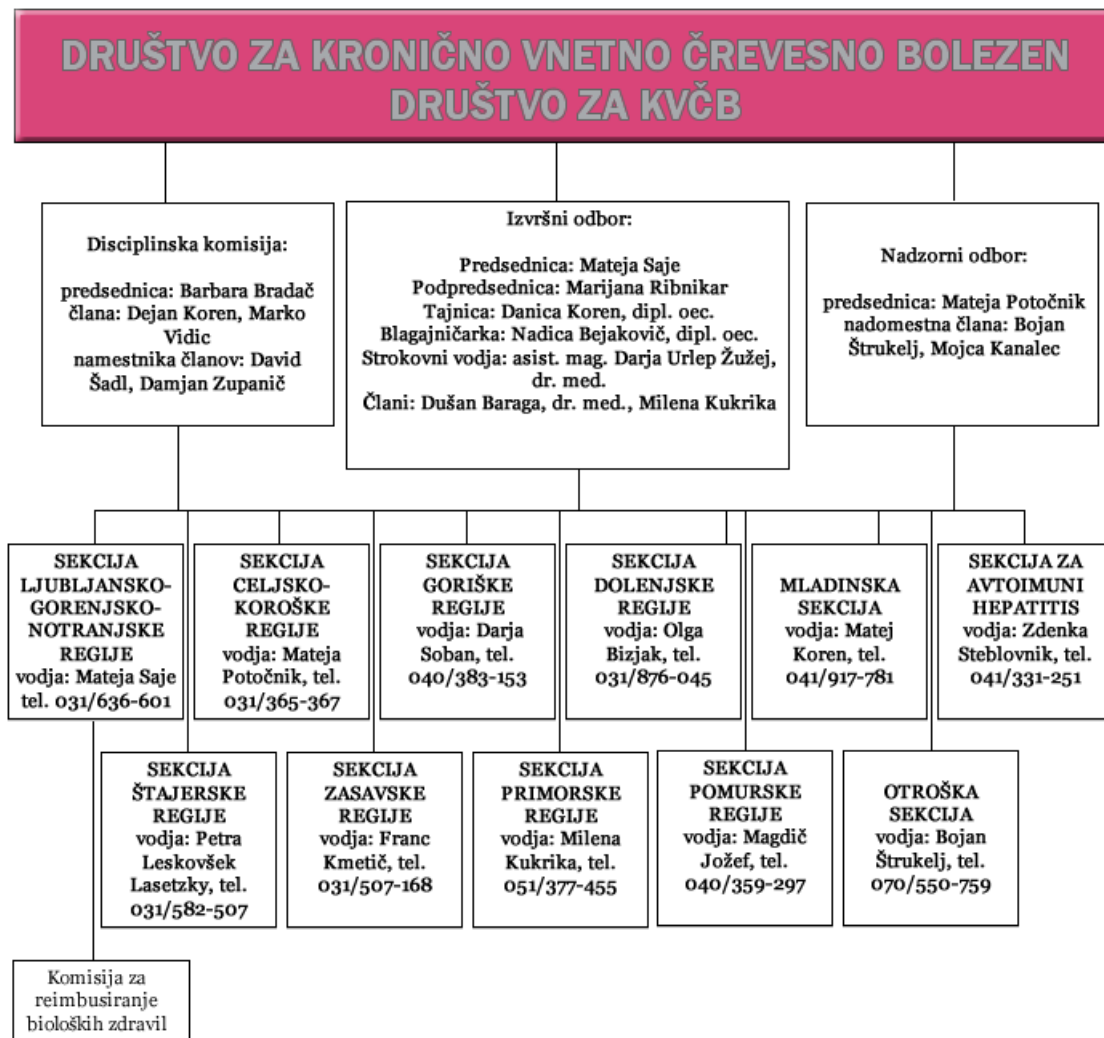 DRUŠTVO ZA KRONIČNO VNETNO ČREVESNO BOLEZEN
DRUŠTVO ZA KVČB
Disciplinska komisija:
predsednica: Barbara Bradač
člana: Dejan Koren, Marko
Vidic
namestnika članov: David
Šadl, Damjan Zupanič
Izvršni odbor:
Predsednica: Mateja Saje
Podpredsednica: Marijana Ribnikar
Tajnica: Danica Koren, dipl. oec.
Blagajničarka: Nadica Bejakovič, dipl. oec.
Strokovni vodja: asist. mag. Darja Urlep Žužej,
dr. med.
Člani: Dušan Baraga, dr. med., Milena Kukrika
Nadzorni odbor:
predsednica: Mateja Potočnik
nadomestna člana: Bojan
Štrukelj, Mojca Kanalec
SEKCIJA
LJUBLJANSKO-
GORENJSKO-
NOTRANJSKE
REGIJE
vodja: Mateja Saje
tel. 031/636-601
SEKCIJA
CELJSKO-
KOROŠKE
REGIJE
vodja: Mateja
Potočnik, tel.
031/365-367
SEKCIJA
GORIŠKE
REGIJE
vodja: Darja
Soban, tel.
040/383-153
SEKCIJA
DOLENJSKE
REGIJE
vodja: Olga
Bizjak, tel.
031/876-045
MLADINSKA
SEKCIJA
vodja: Matej
Koren, tel.
041/917-781
SEKCIJA ZA
AVTOIMUNI
HEPATITIS
vodja: Zdenka
Steblovnik, tel.
041/331-251
SEKCIJA
ŠTAJERSKE
REGIJE
vodja: Petra
Leskovšek
Lasetzky, tel.
031/582-507
SEKCIJA
ZASAVSKE
REGIJE
vodja: Franc
Kmetič, tel.
031/507-168
SEKCIJA
PRIMORSKE
REGIJE
vodja: Milena
Kukrika, tel.
051/377-455
SEKCIJA
POMURSKE
REGIJE
vodja: Magdič
Jožef, tel.
040/359-297
OTROŠKA
SEKCIJA
vodja: Bojan
Štrukelj, tel.
070/550-759
Komisija za
reimbusiranje
bioloških zdravil